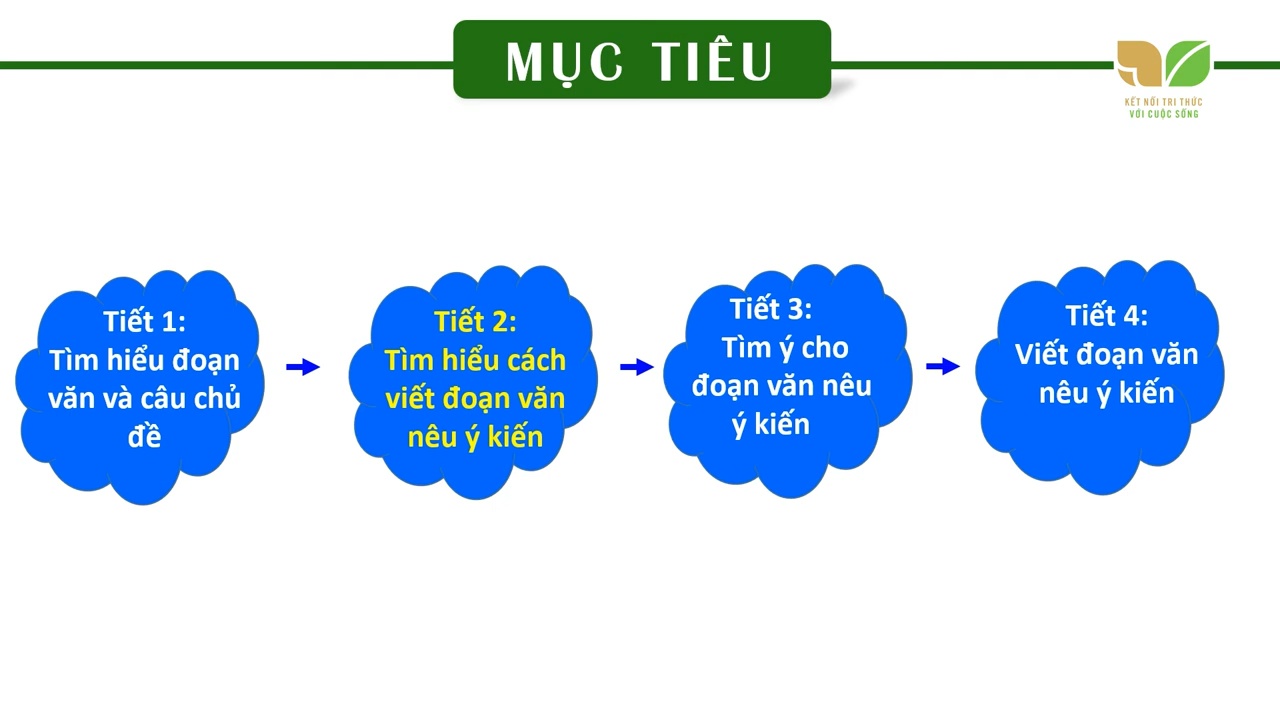 MỤC TIÊU
KẾT NỐI TRI THỨC
VỚI CUỘC SỐNG
Tiết 1:
Tìm hiểu đoạn
văn và câu chủ
đề
Tiết 2:
Tìm hiểu cách
viết đoạn văn
nêu ý kiến
Tiết 3:
Tìm ý cho
đoạn văn nêu
ý kiến
Tiết 4:
Viết đoạn văn
nêu ý kiến